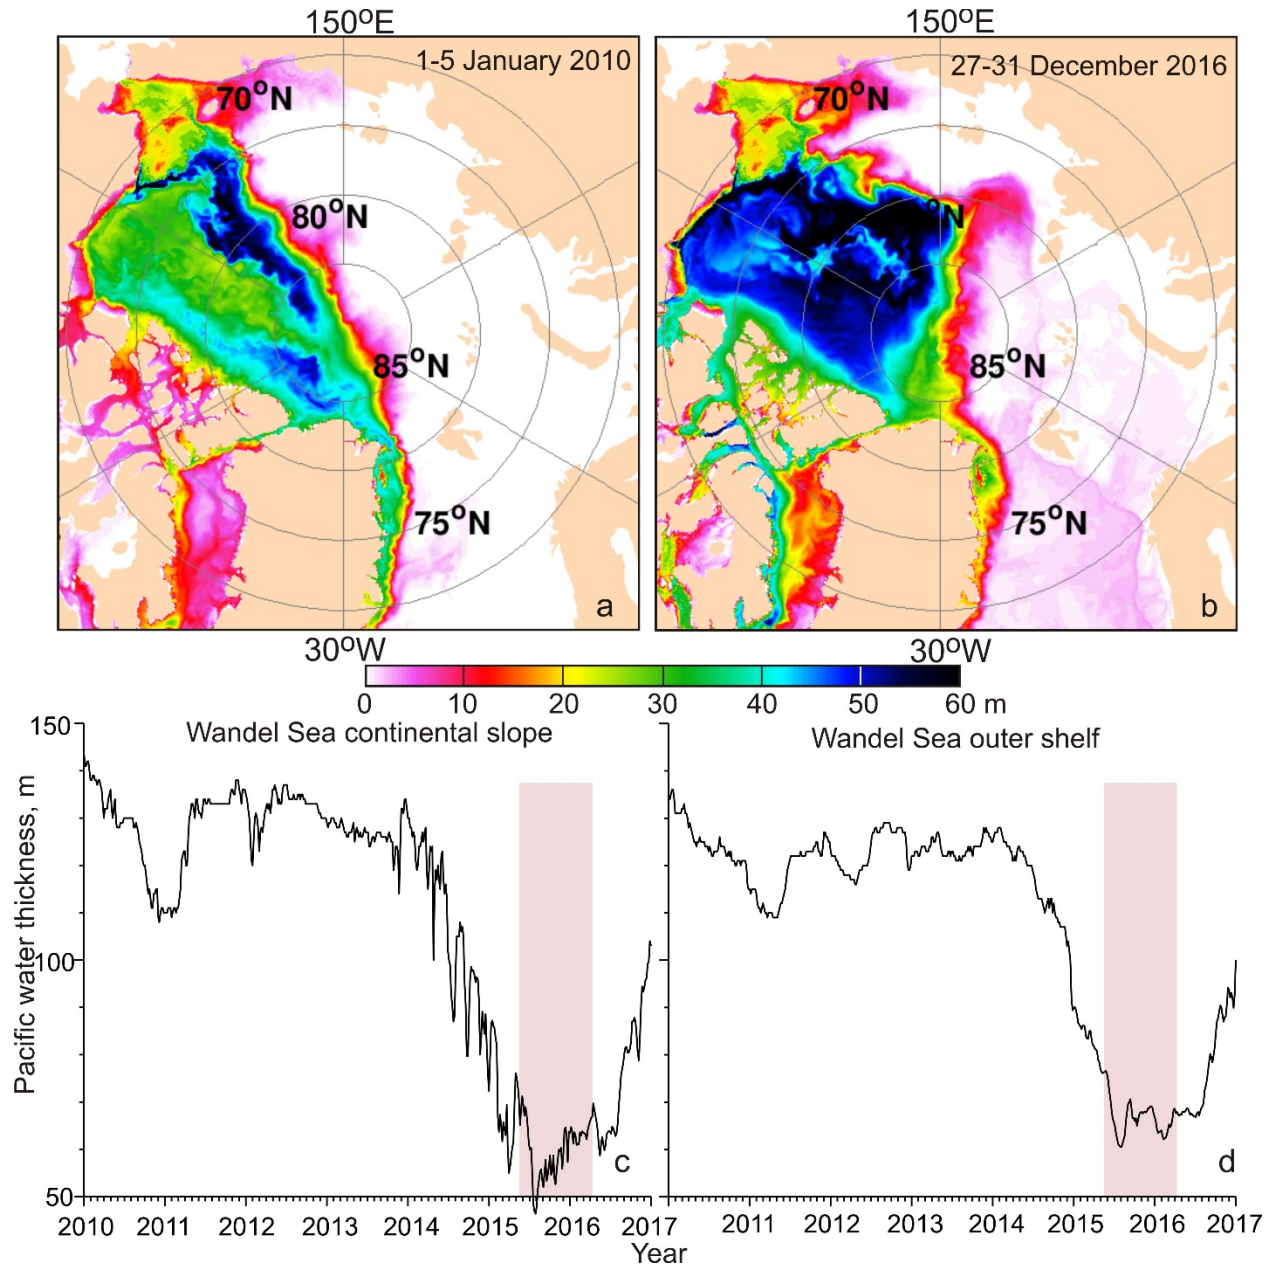 150°E
150°E
1-5 January 2010
27-31 December 2016
70°N
70°N
80°N
°N
85°N
85°N
75°N
75°N
a
b
30°W
30°W
0 10 20 30 40 50 60 m
Wandel Sea continental slope
Wandel Sea outer shelf
Pacific water thickness, m
150
100
50
c
d
2010 2011 2012 2013 2014 2015 2016 2017
2011 2012 2013 2014 2015 2016 2017
Year